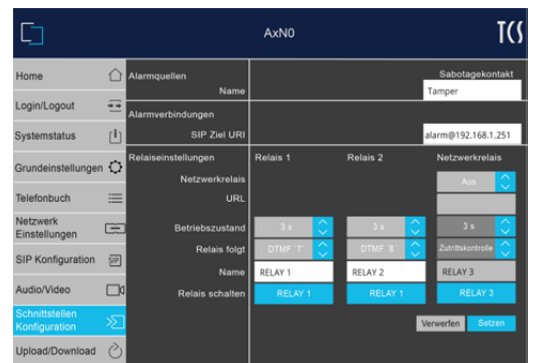 AxN0
TCS
Home
Login/Logout
Systemstatus
Grundeinstellungen
Telefonbuch
Netzwerk
Einstellungen
SIP Konfiguration
SIP
Audio/Video
Schnittstellen
Konfiguration
Upload/Download
Alarmquellen
Sabotagekontakt
Name
Tamper
Alarmverbindungen
SIP Ziel URI
alarm@192.168.1.251
Relaiseinstellungen
Relais 1
Relais 2
Netzwerkrelais
Netzwerkrelais
Aus
URL
Betriebszustand
3 s
3 s
3 s
Relais folgt
DTMF '7'
DTMF '8'
Zutrittskontrolle
Name
RELAY 1
RELAY 2
RELAY 3
Relais schalten
RELAY 1
RELAY 1
RELAY 3
Verwerfen
Setzen